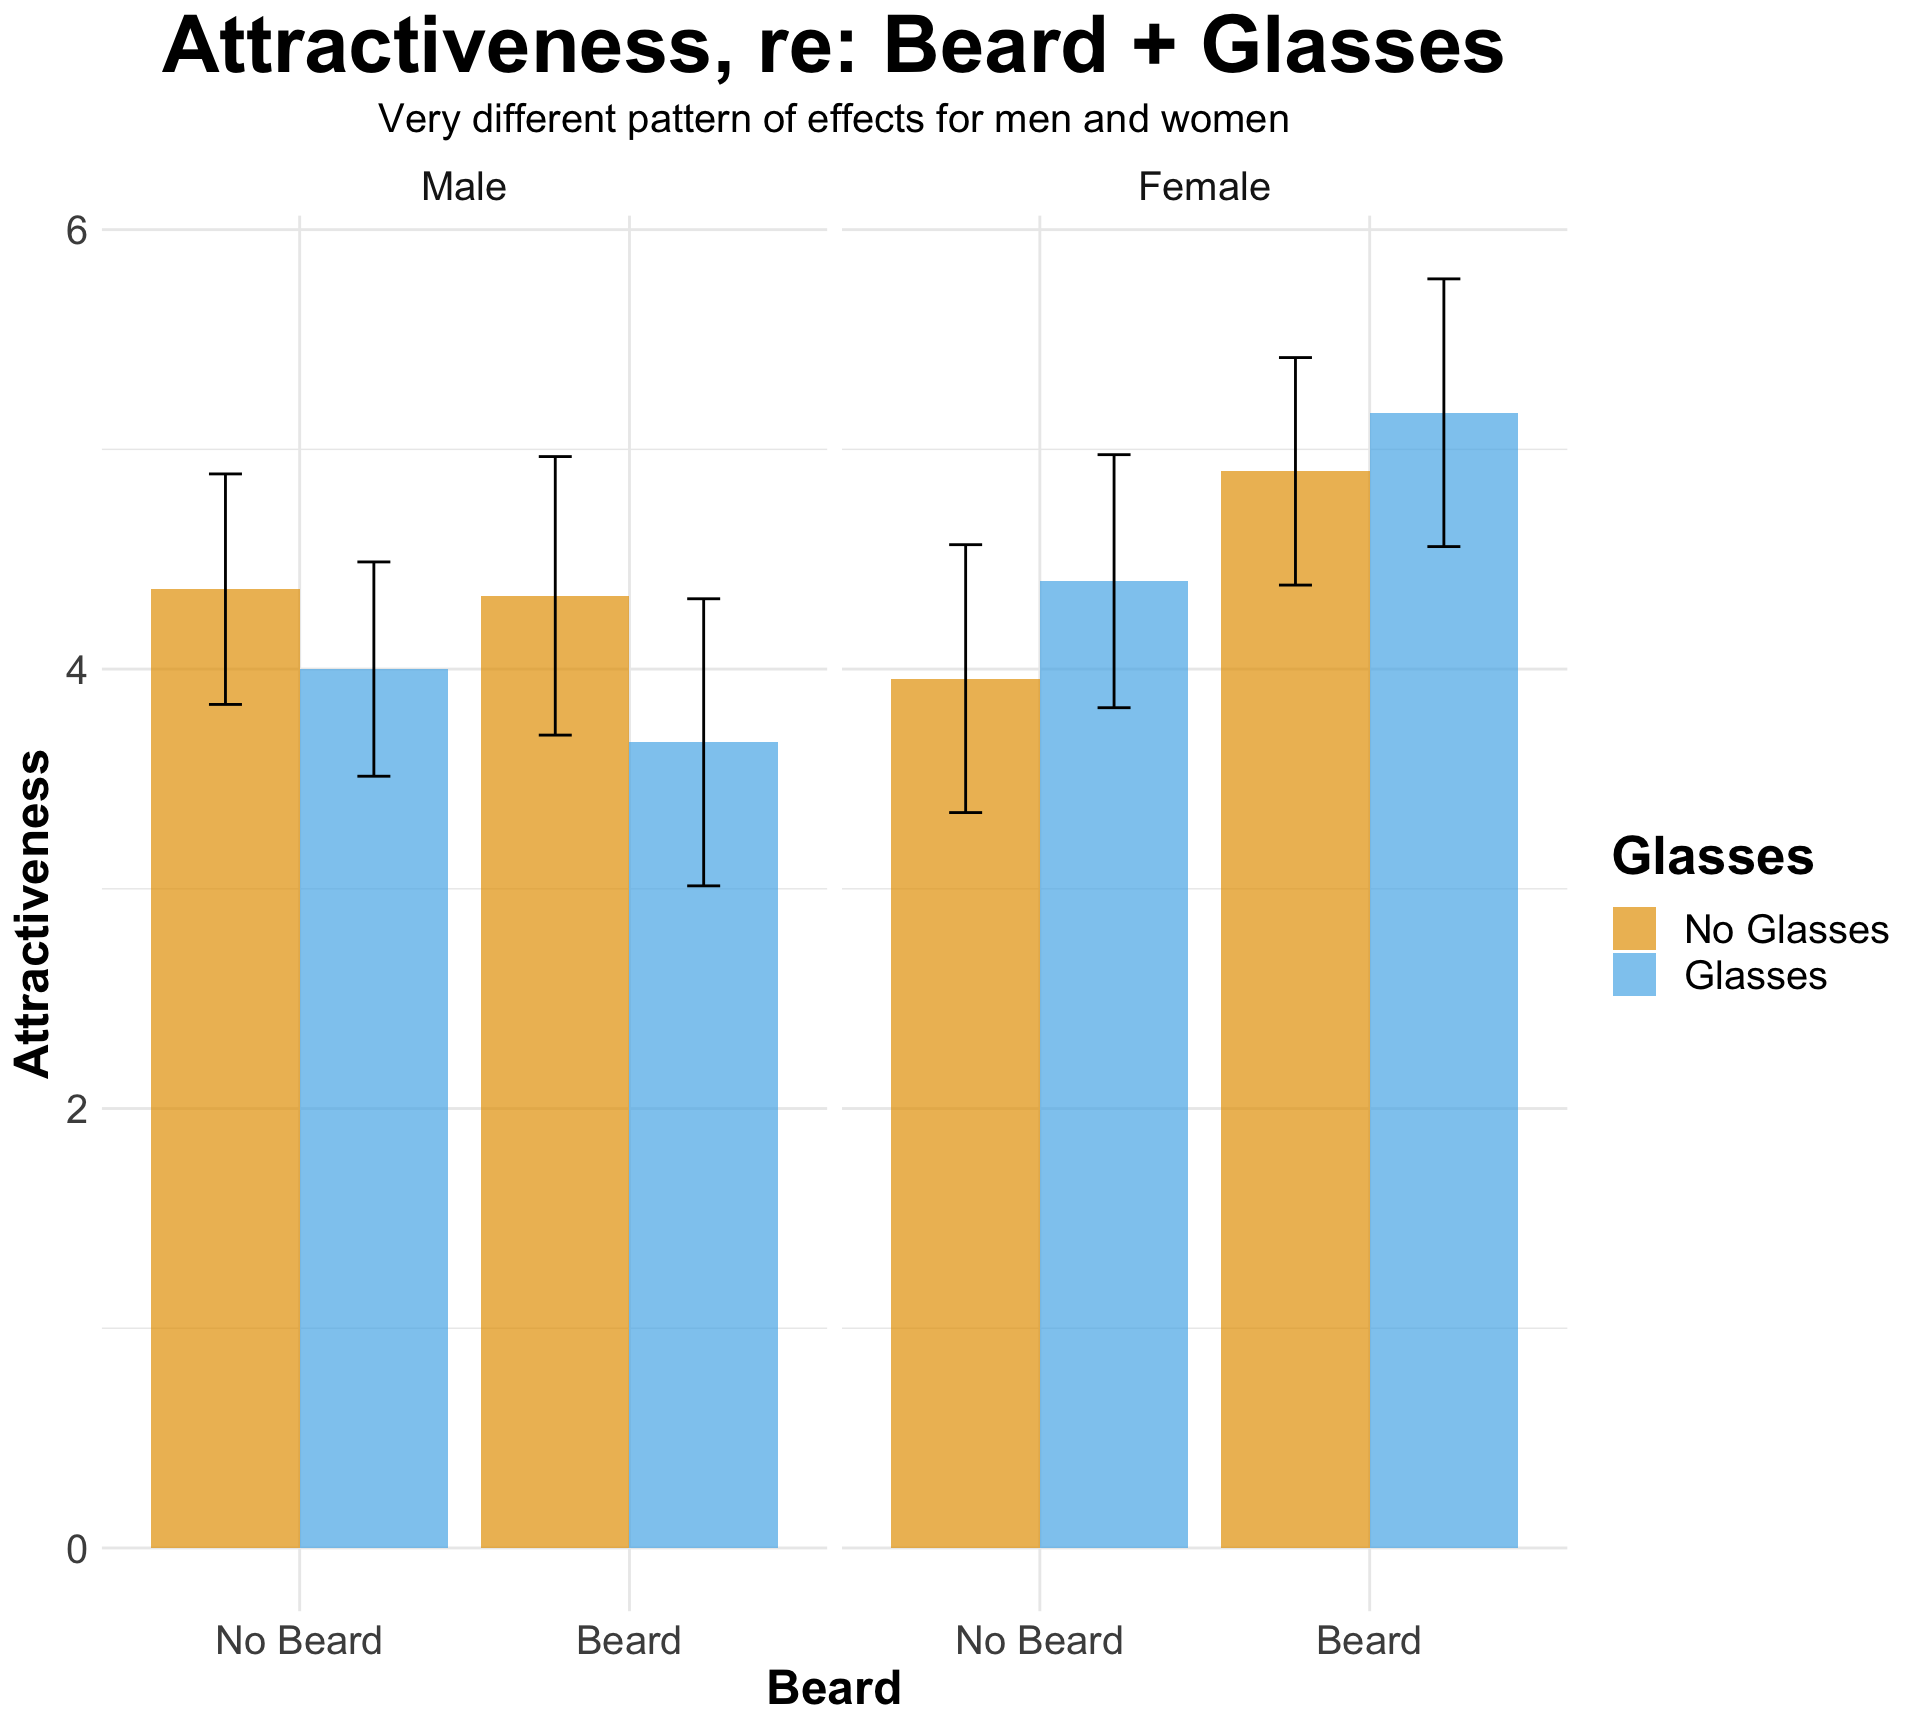 Attractiveness, re: Beard + Glasses
Very different pattern of effects for men and women
Male
Female
6
4
2
0
Attractiveness
No Beard
Beard
No Beard
Beard
Beard
Glasses
No Glasses
Glasses